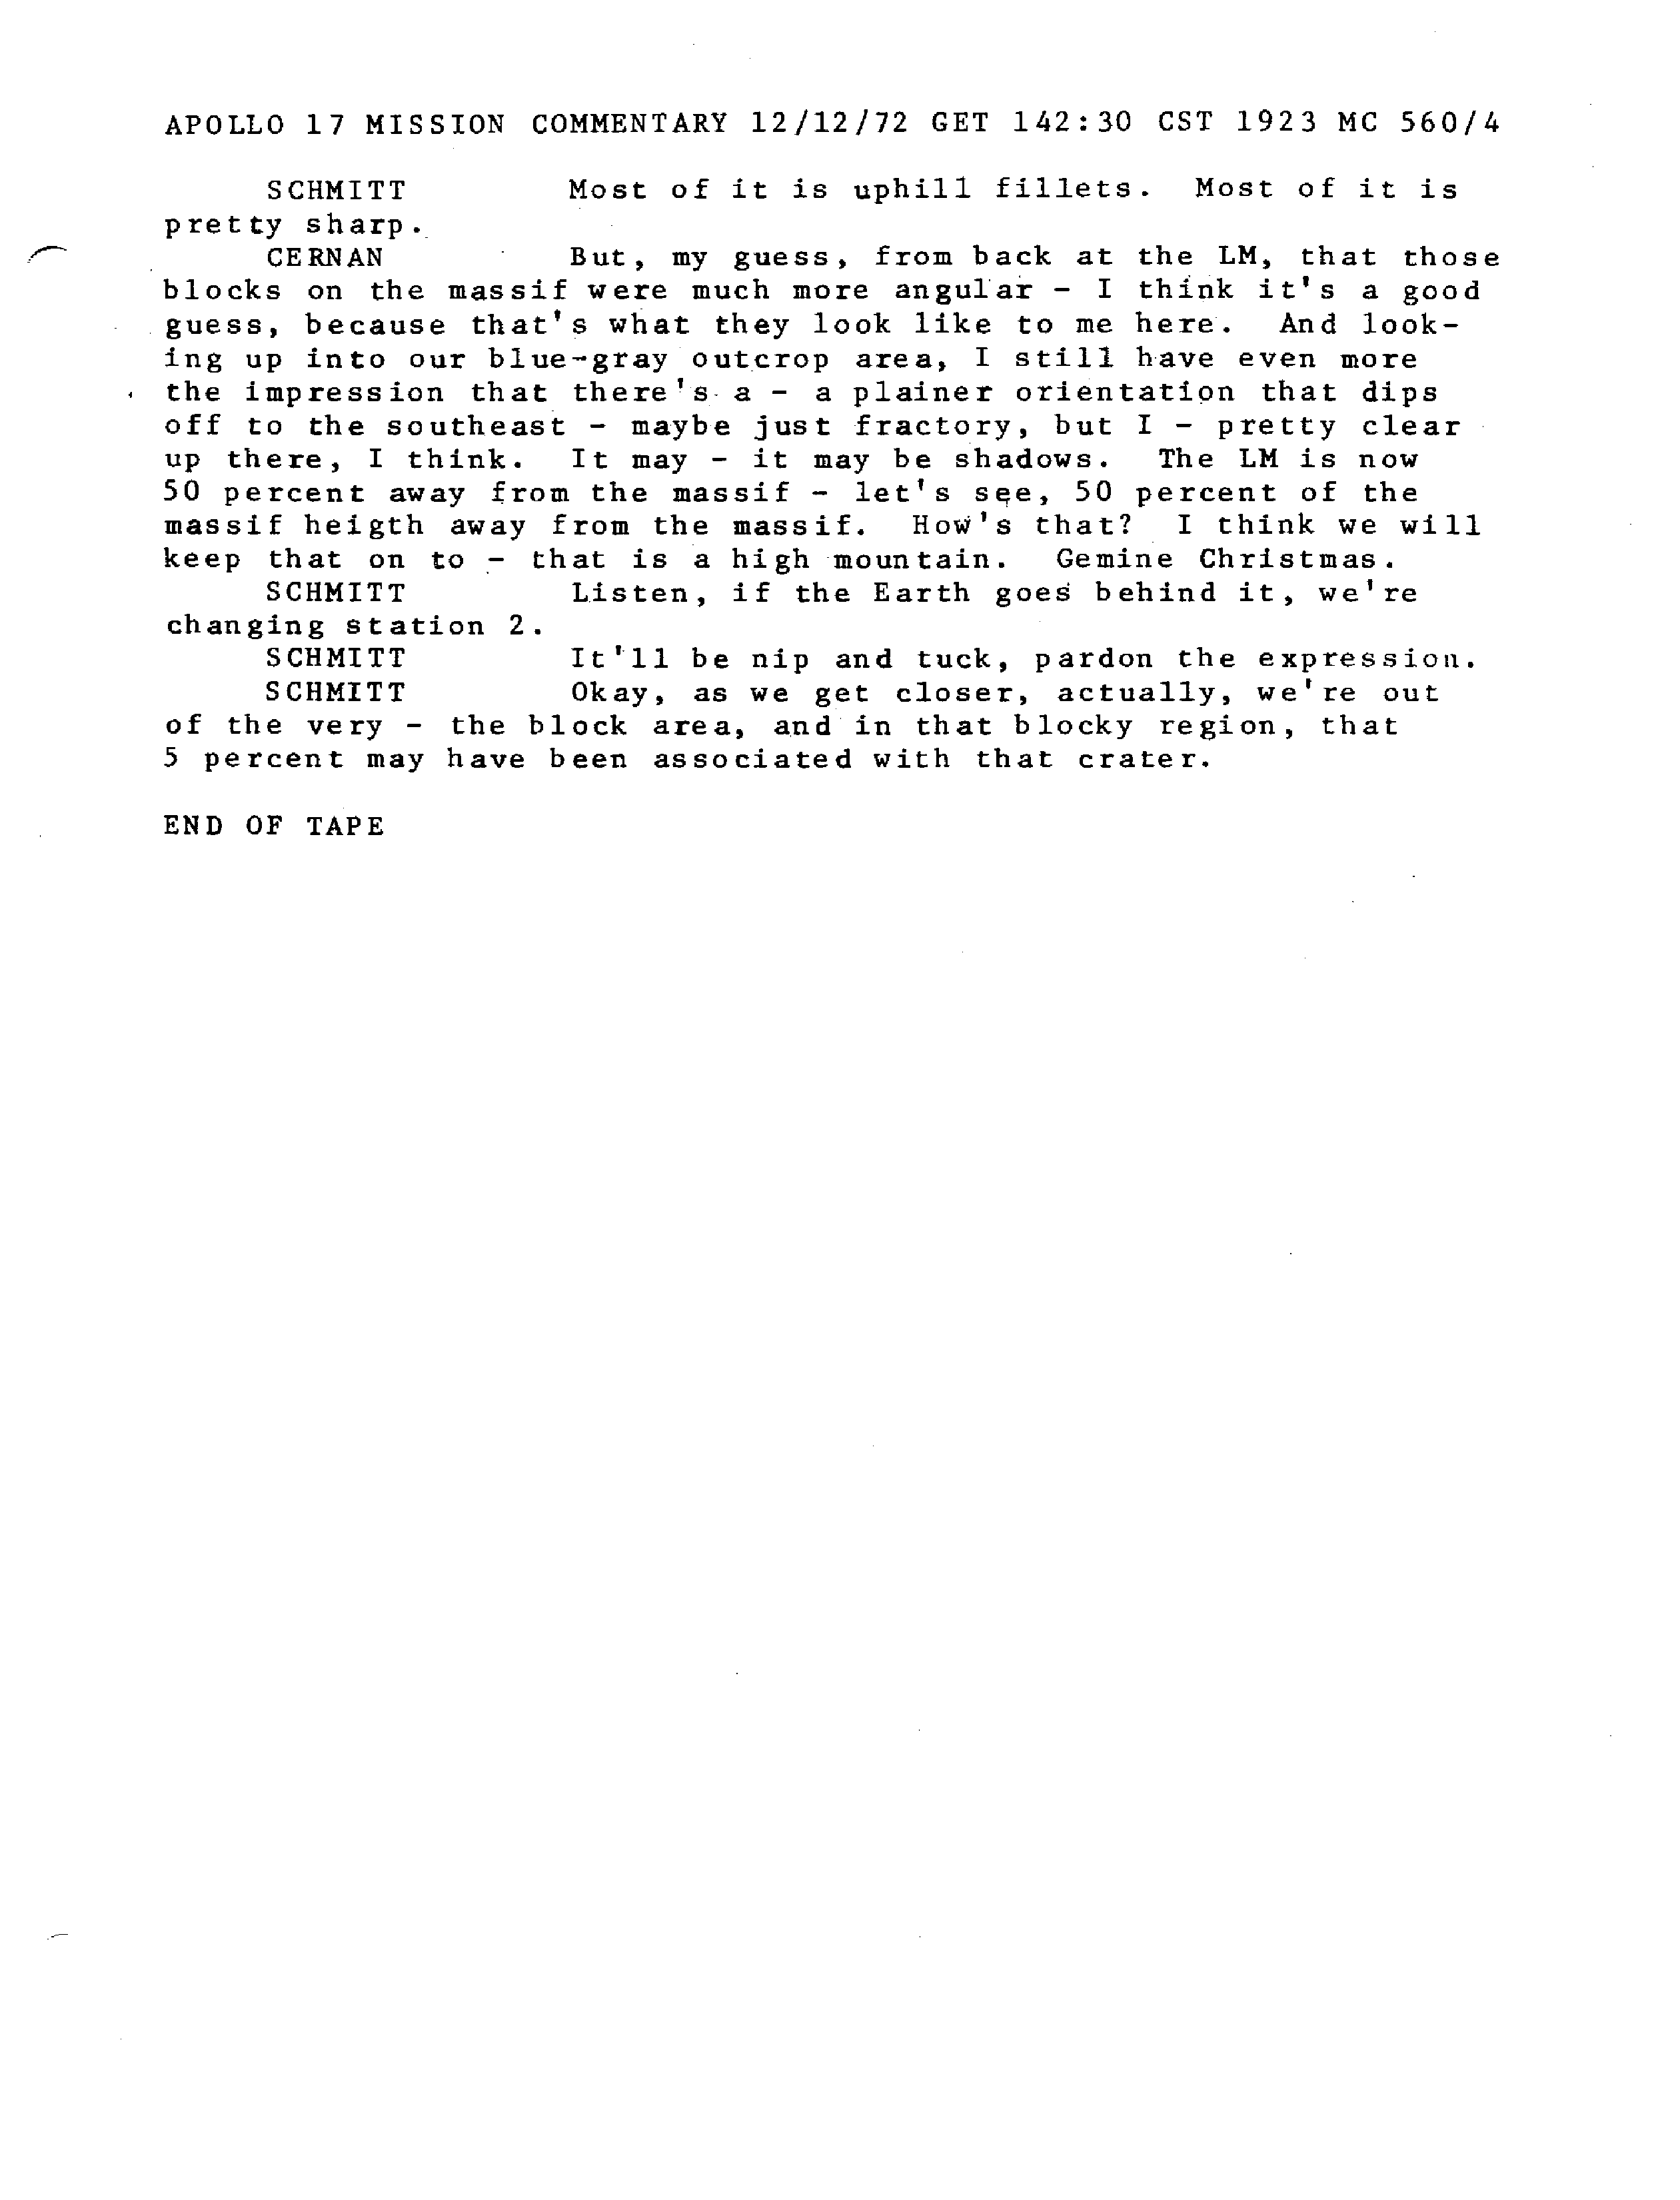 APOLLO 17 MISSION COMMENTARY 12/12/72 GET 142:30 CST 1923 MC 560/4
SCHMITT Most of it is uphill fillets. Most of it is
pretty sharp.
CERNAN But, my guess, from back at the LM, that those
blocks on the massif were much more angular - I think it's a good
guess, because that's what they look like to me here. And look-
ing up into our blue-gray outcrop area, I still have even more
the impression that there's a - a plainer orientation that dips
off to the southeast - maybe just fractory, but I - pretty clear
up there, I think. It may - it may be shadows. The LM is now
50 percent away from the massif - let's see, 50 percent of the
massif heigth away from the massif. How's that? I think we will
keep that on to - that is a high mountain. Gemine Christmas.
SCHMITT Listen, if the Earth goes behind it, we're
changing station 2.
SCHMITT It'll be nip and tuck, pardon the expression.
SCHMITT Okay, as we get closer, actually, we're out
of the very - the block area, and in that blocky region, that
5 percent may have been associated with that crater.
END OF TAPE